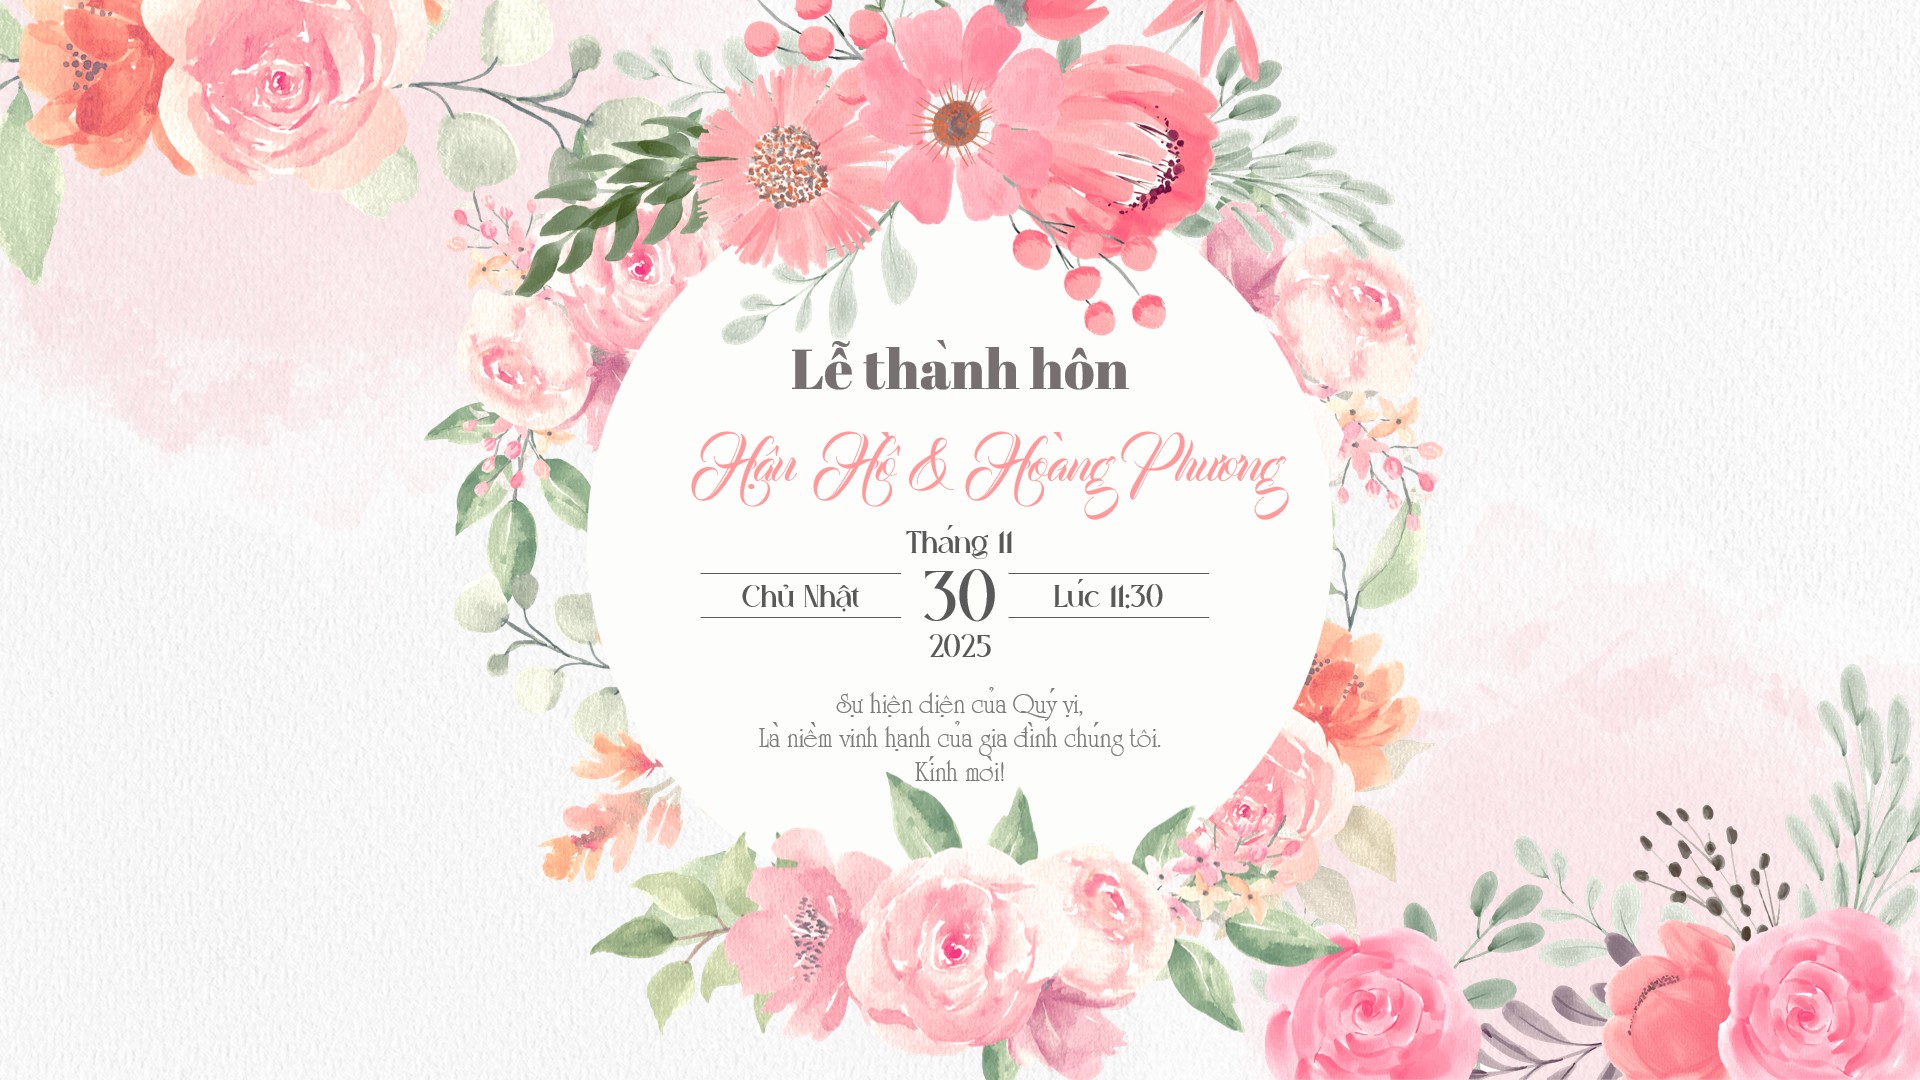 Lễ thành hôn
Hậu Hồ & Hoàng Phương
Tháng 11
Chủ Nhật 30 Lúc 11:30
2025
Sự hiện diện của Quý vị,
Là niềm vinh hạnh của gia đình chúng tôi.
Kính mời!